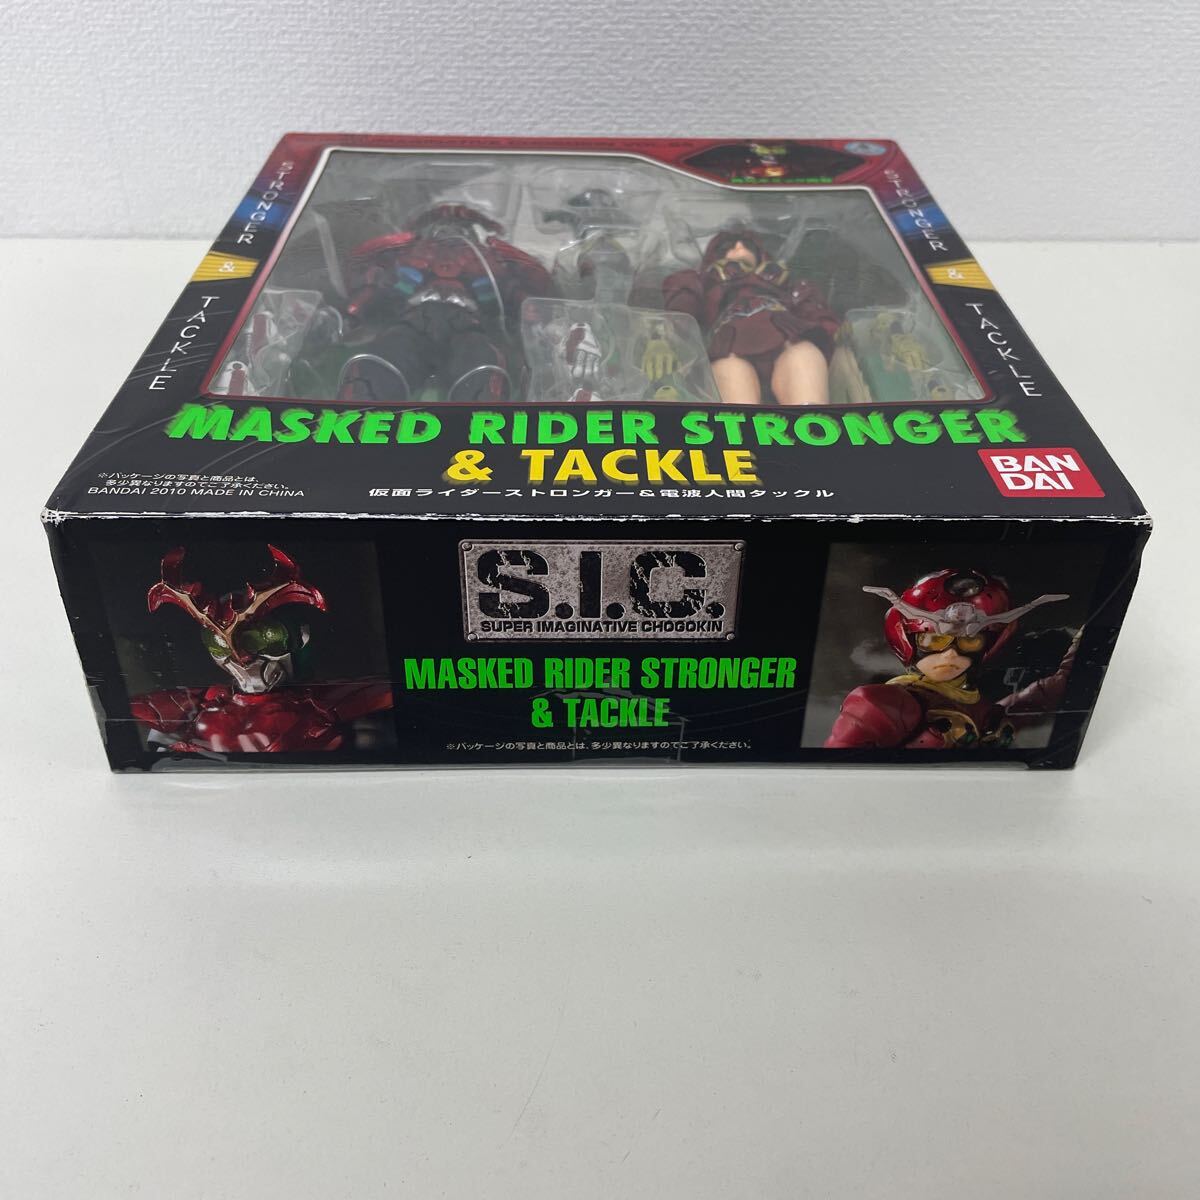 STRONGER & TACKLE
STRONGER & TACKLE
MASKED RIDER STRONGER
& TACKLE
仮面ライダーストロンガー&電波人間タックル
※パッケージの写真と商品とは、
多少異なりますのでご了承ください。
BANDAI 2010 MADE IN CHINA
BAN
DAI
S.I.C.
SUPER IMAGINATIVE CHOGOKIN
MASKED RIDER STRONGER
& TACKLE
※パッケージの写真と商品とは、多少異なりますのでご了承ください。